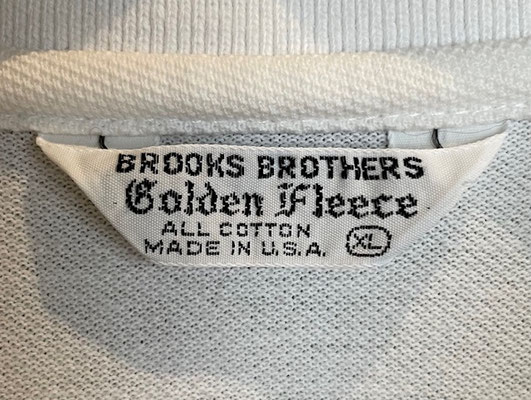 BROOKS BROTHERS
Golden Fleece
ALL COTTON
MADE IN U.S.A. XL